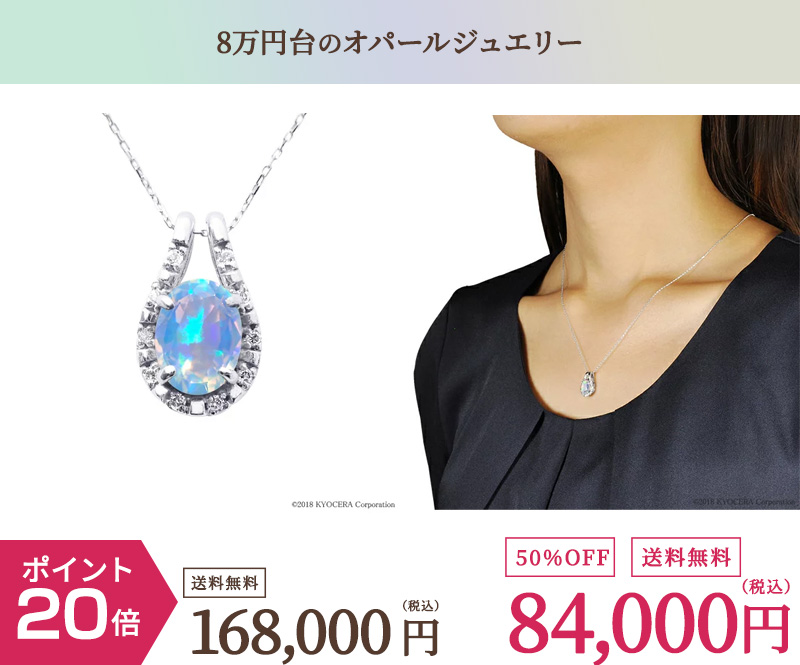 8万円台のオパールジュエリー
©2018 KYOCERA Corporation
©2018 KYOCERA Corporation
ポイント
20倍
送料無料
168,000円(税込)
50%OFF
送料無料
84,000円(税込)